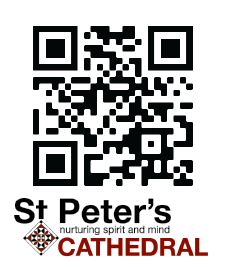 St Peter's
nurturing spirit and mind
CATHEDRAL